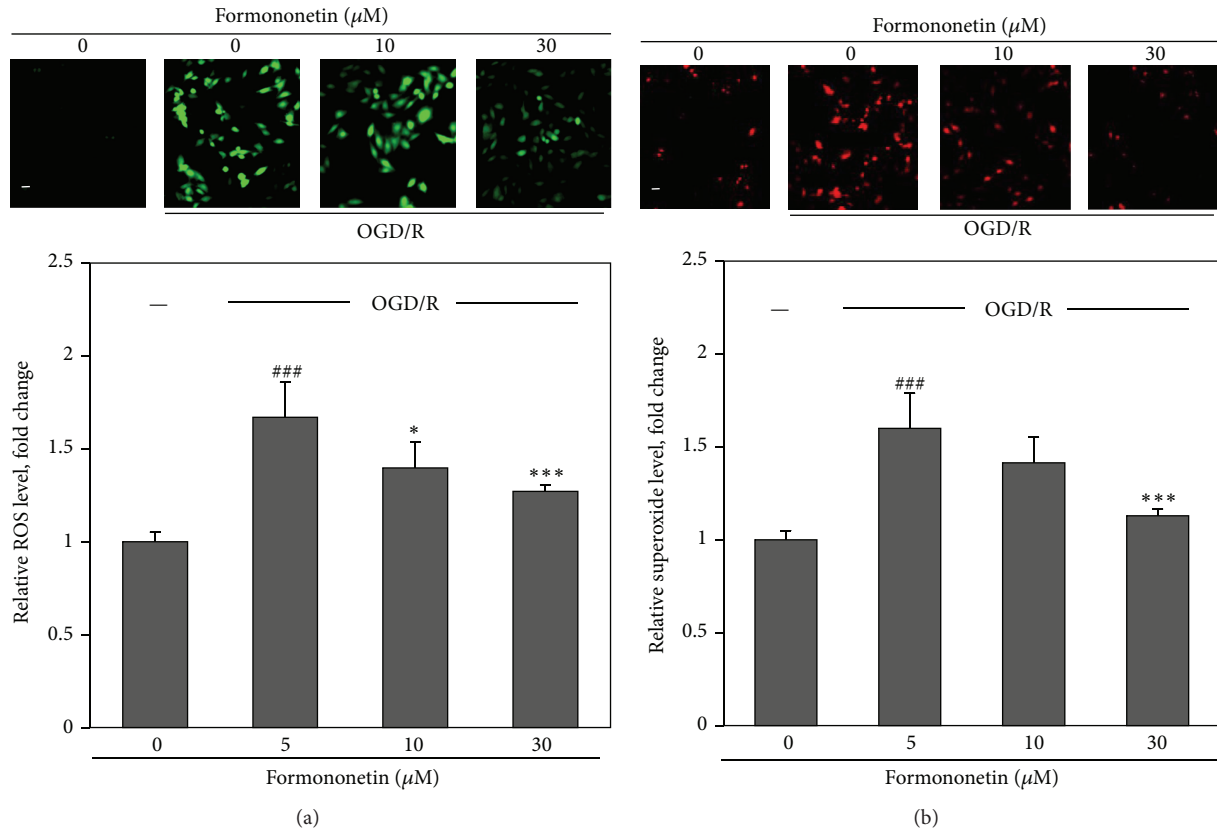 Formononetin (μM)
0 0 10 30
OGD/R
2.5
2
1.5
1
0.5
0
Relative ROS level, fold change
— OGD/R
###
*
***
0 5 10 30
Formononetin (μM)
(a)
Formononetin (μM)
0 0 10 30
OGD/R
2.5
2
1.5
1
0.5
0
Relative superoxide level, fold change
— OGD/R
###
***
0 5 10 30
Formononetin (μM)
(b)